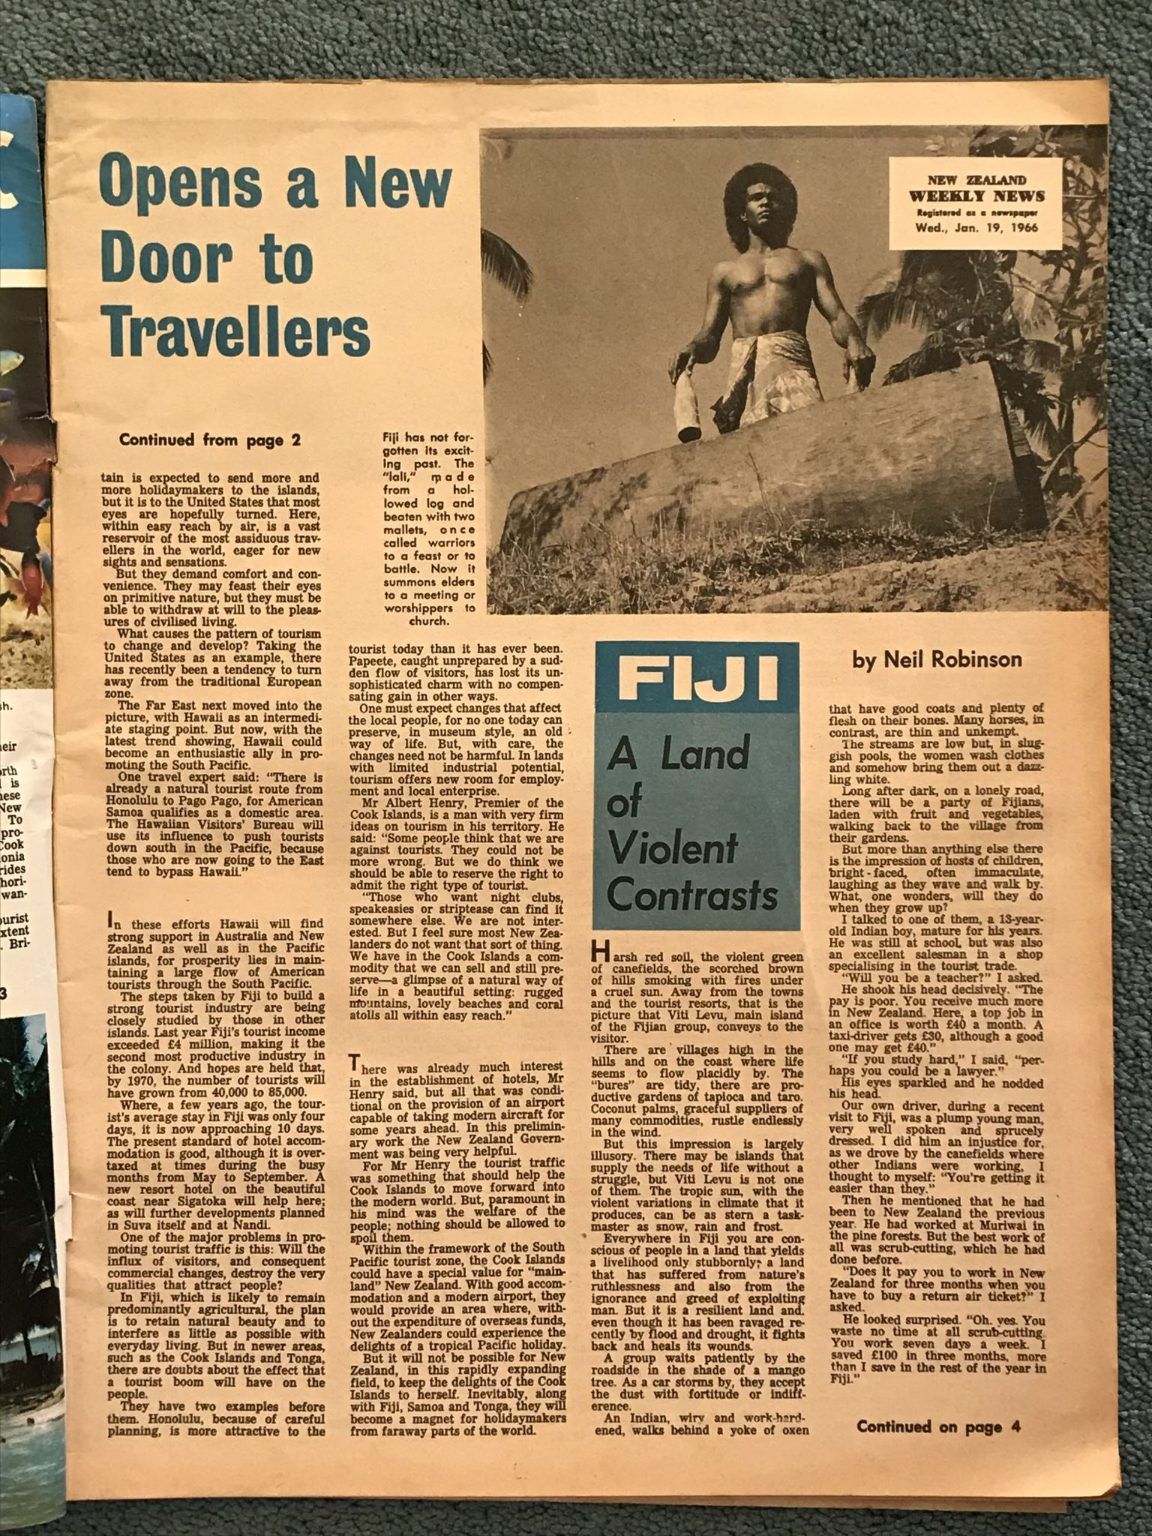 Opens a New
Door to
Travellers
NEW ZEALAND
WEEKLY NEWS
Registered as a newspaper
Wed., Jan. 19, 1966
Continued from page 2
tain is expected to send more and
more holidaymakers to the islands,
but it is to the United States that most
eyes are hopefully turned. Here,
within easy reach by air, is a vast
reservoir of the most assiduous trav-
ellers in the world, eager for new
sights and sensations.
But they demand comfort and con-
venience. They may feast their eyes
on primitive nature, but they must be
able to withdraw at will to the pleas-
ures of civilised living.
What causes the pattern of tourism
to change and develop? Taking the
United States as an example, there
has recently been a tendency to turn
away from the traditional European
zone.
The Far East next moved into the
picture, with Hawaii as an intermedi-
ate staging point. But now, with the
latest trend showing, Hawaii could
become an enthusiastic ally in pro-
moting the South Pacific.
One travel expert said: "There is
already a natural tourist route from
Honolulu to Pago Pago, for American
Samoa qualifies as a domestic area.
The Hawaiian Visitors' Bureau will
use its influence to push tourists
down south in the Pacific, because
those who are now going to the East
tend to bypass Hawaii."
In these efforts Hawaii will find
strong support in Australia and New
Zealand as well as in the Pacific
islands, for prosperity lies in main-
taining a large flow of American
tourists through the South Pacific.
The steps taken by Fiji to build a
strong tourist industry are being
closely studied by those in other
islands. Last year Fiji's tourist income
exceeded £4 million, making it the
second most productive industry in
the colony. And hopes are held that,
by 1970, the number of tourists will
have grown from 40,000 to 85,000.
Where, a few years ago, the tour-
ist's average stay in Fiji was only four
days, it is now approaching 10 days.
The present standard of hotel accom-
modation is good, although it is over-
taxed at times during the busy
months from May to September. A
new resort hotel on the beautiful
coast near Sigatoka will help here;
as will further developments planned
in Suva itself and at Nandi.
One of the major problems in pro-
moting tourist traffic is this: Will the
influx of visitors, and consequent
commercial changes, destroy the very
qualities that attract people?
In Fiji, which is likely to remain
predominantly agricultural, the plan
is to retain natural beauty and to
interfere as little as possible with
everyday living. But in newer areas,
such as the Cook Islands and Tonga,
there are doubts about the effect that
a tourist boom will have on the
people.
They have two examples before
them. Honolulu, because of careful
planning, is more attractive to the
Fiji has not for-
gotten its excit-
ing past. The
"lali," made
from a hol-
lowed log and
beaten with two
mallets, once
called warriors
to a feast or to
battle. Now it
summons elders
to a meeting or
worshippers to
church.
tourist today than it has ever been.
Papeete, caught unprepared by a sud-
den flow of visitors, has lost its un-
sophisticated charm with no compen-
sating gain in other ways.
One must expect changes that affect
the local people, for no one today can
preserve, in museum style, an old
way of life. But, with care, the
changes need not be harmful. In lands
with limited industrial potential,
tourism offers new room for employ-
ment and local enterprise.
Mr Albert Henry, Premier of the
Cook Islands, is a man with very firm
ideas on tourism in his territory. He
said: "Some people think that we are
against tourists. They could not be
more wrong. But we do think we
should be able to reserve the right to
admit the right type of tourist.
"Those who want night clubs,
speakeasies or striptease can find it
somewhere else. We are not inter-
ested. But I feel sure most New Zea-
landers do not want that sort of thing.
We have in the Cook Islands a com-
modity that we can sell and still pre-
serve—a glimpse of a natural way of
life in a beautiful setting: rugged
mountains, lovely beaches and coral
atolls all within easy reach."
There was already much interest
in the establishment of hotels, Mr
Henry said, but all that was condi-
tional on the provision of an airport
capable of taking modern aircraft for
some years ahead. In this prelimin-
ary work the New Zealand Govern-
ment was being very helpful.
For Mr Henry the tourist traffic
was something that should help the
Cook Islands to move forward into
the modern world. But, paramount in
his mind was the welfare of the
people; nothing should be allowed to
spoil them.
Within the framework of the South
Pacific tourist zone, the Cook Islands
could have a special value for "main-
land" New Zealand. With good accom-
modation and a modern airport, they
would provide an area where, with-
out the expenditure of overseas funds,
New Zealanders could experience the
delights of a tropical Pacific holiday.
But it will not be possible for New
Zealand, in this rapidly expanding
field, to keep the delights of the Cook
Islands to herself. Inevitably, along
with Fiji, Samoa and Tonga, they will
become a magnet for holidaymakers
from faraway parts of the world.
FIJI
A Land
of
Violent
Contrasts
by Neil Robinson
Harsh red soil, the violent green
of canefields, the scorched brown
of hills smoking with fires under
a cruel sun. Away from the towns
and the tourist resorts, that is the
picture that Viti Levu, main island
of the Fijian group, conveys to the
visitor.
There are villages high in the
hills and on the coast where life
seems to flow placidly by. The
"bures" are tidy, there are pro-
ductive gardens of tapioca and taro.
Coconut palms, graceful suppliers of
many commodities, rustle endlessly
in the wind.
But this impression is largely
illusory. There may be islands that
supply the needs of life without a
struggle, but Viti Levu is not one
of them. The tropic sun, with the
violent variations in climate that it
produces, can be as stern a task-
master as snow, rain and frost.
Everywhere in Fiji you are con-
scious of people in a land that yields
a livelihood only stubbornly; a land
that has suffered from nature's
ruthlessness and also from the
ignorance and greed of exploiting
man. But it is a resilient land and,
even though it has been ravaged re-
cently by flood and drought, it fights
back and heals its wounds.
A group waits patiently by the
roadside in the shade of a mango
tree. As a car storms by, they accept
the dust with fortitude or indiff-
erence.
An Indian, wiry and work-hard-
ened, walks behind a yoke of oxen
that have good coats and plenty of
flesh on their bones. Many horses, in
contrast, are thin and unkempt.
The streams are low but, in slug-
gish pools, the women wash clothes
and somehow bring them out a dazz-
ling white.
Long after dark, on a lonely road,
there will be a party of Fijians,
laden with fruit and vegetables,
walking back to the village from
their gardens.
But more than anything else there
is the impression of hosts of children,
bright-faced, often immaculate,
laughing as they wave and walk by.
What, one wonders, will they do
when they grow up?
I talked to one of them, a 13-year-
old Indian boy, mature for his years.
He was still at school, but was also
an excellent salesman in a shop
specialising in the tourist trade.
"Will you be a teacher?" I asked.
He shook his head decisively. "The
pay is poor. You receive much more
in New Zealand. Here, a top job in
an office is worth £40 a month. A
taxi-driver gets £30, although a good
one may get £40."
"If you study hard," I said, "per-
haps you could be a lawyer."
His eyes sparkled and he nodded
his head.
Our own driver, during a recent
visit to Fiji, was a plump young man,
very well spoken and sprucely
dressed. I did him an injustice for,
as we drove by the canefields where
other Indians were working, I
thought to myself: "You're getting it
easier than they."
Then he mentioned that he had
been to New Zealand the previous
year. He had worked at Muriwai in
the pine forests. But the best work of
all was scrub-cutting, which he had
done before.
"Does it pay you to work in New
Zealand for three months when you
have to buy a return air ticket?" I
asked.
He looked surprised. "Oh, yes. You
waste no time at all scrub-cutting.
You work seven days a week. I
saved £100 in three months, more
than I save in the rest of the year in
Fiji."
Continued on page 4